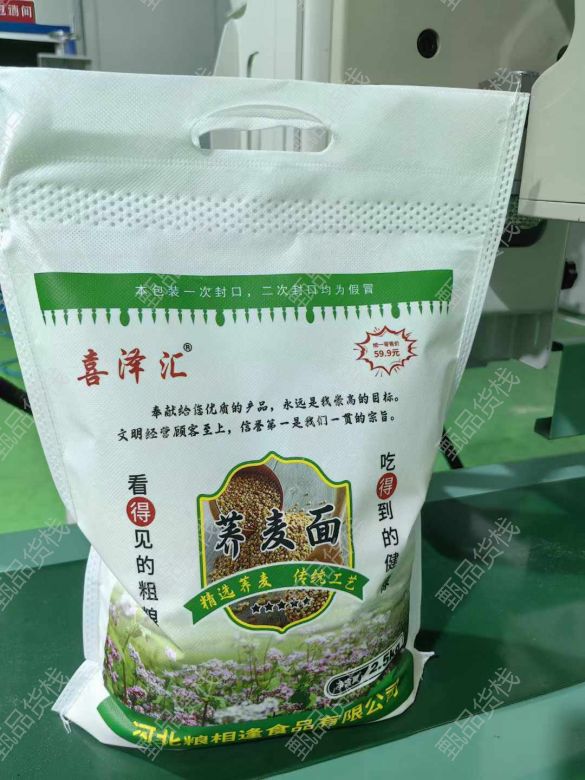 本包装一次封口，二次封口均为假冒
喜泽汇®
统一零售价
59.9元
奉献给您优质的产品，永远是我崇高的目标。
文明经营顾客至上，信誉第一是我们一贯的宗旨。
看得见的粗粮
吃得到的健康
荞麦面
精选荞麦 传统工艺
净含量
河北粮相逢食品有限公司
甄品货栈